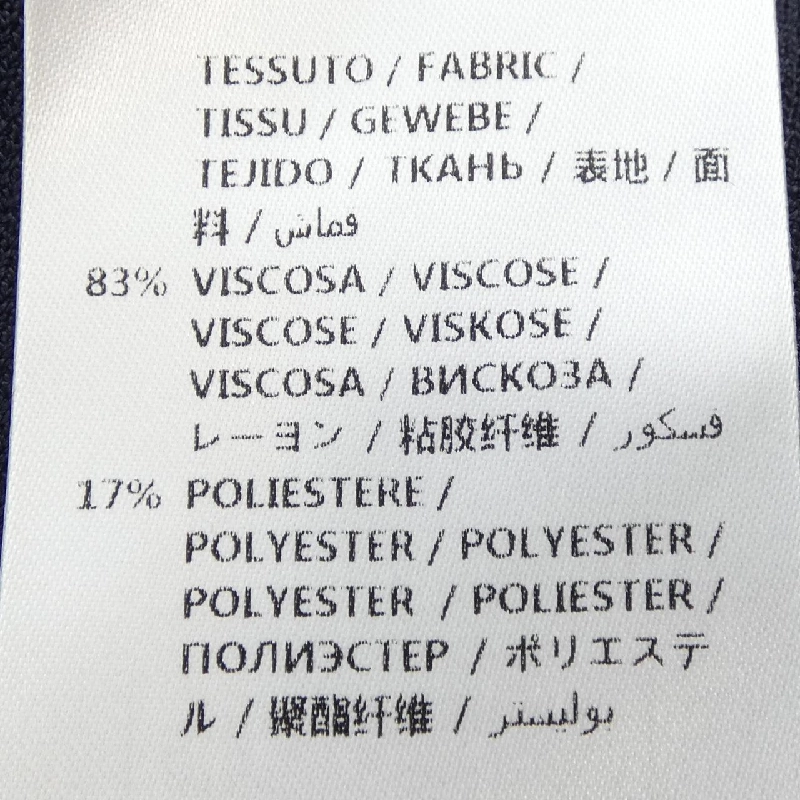 TESSUTO / FABRIC /
TISSU / GEWEBE /
TEJIDO / ТКАНЬ / 表地 / 面
料 / قماش
83% VISCOSA / VISCOSE /
VISCOSE / VISKOSE /
VISCOSA / ВИСКОЗА /
レーヨン / 粘胶纤维 / فسكور
17% POLIESTERE /
POLYESTER / POLYESTER /
POLYESTER / POLIESTER /
ПОЛИЭСТЕР / ポリエステ
ル / 聚酯纤维 / بوليستر